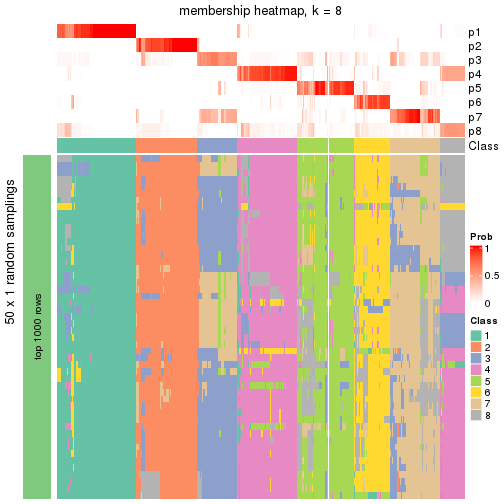 membership heatmap, k = 8
p1
p2
p3
p4
p5
p6
p7
p8
Class
50 x 1 random samplings
top 1000 rows
Prob
1
0.5
0
Class
1
2
3
4
5
6
7
8